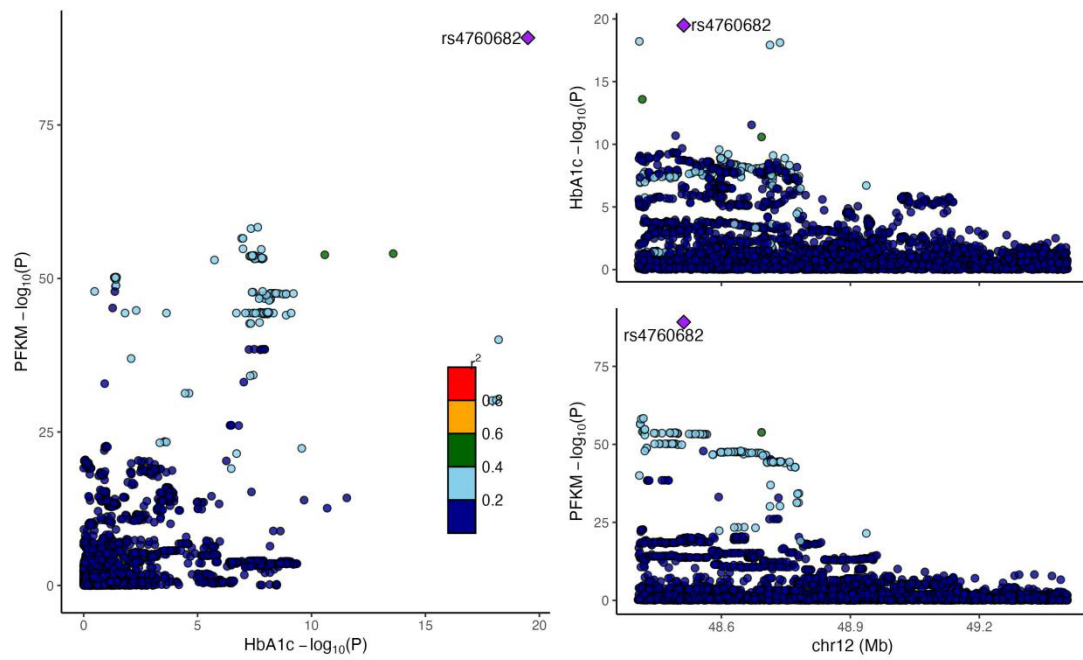 rs4760682
75
50
25
0
PFKM −log10(P)
r²
0.8
0.6
0.4
0.2
0 5 10 15 20
HbA1c −log10(P)
20
15
10
5
0
HbA1c −log10(P)
rs4760682
75
50
25
0
PFKM −log10(P)
rs4760682
48.6 48.9 49.2
chr12 (Mb)